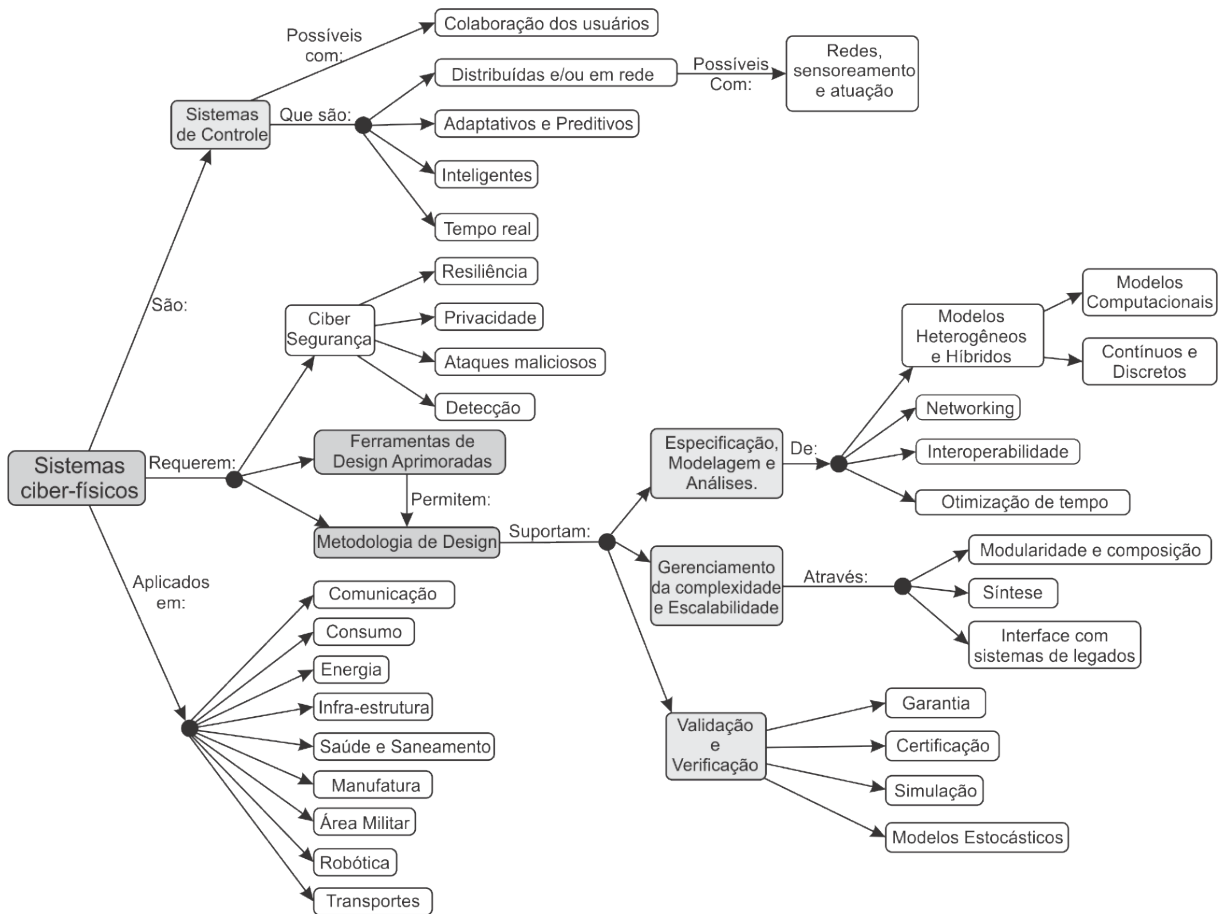 Colaboração dos usuários
Possíveis
com:
Distribuídas e/ou em rede
Possíveis
Com:
Redes,
sensoreamento
e atuação
Sistemas
de Controle
Que são:
Adaptativos e Preditivos
Inteligentes
Tempo real
São:
Resiliência
Ciber
Segurança
Privacidade
Ataques maliciosos
Detecção
Modelos
Computacionais
Modelos
Heterogêneos
e Híbridos
Contínuos e
Discretos
Networking
Interoperabilidade
Otimização de tempo
Sistemas
ciber-físicos
Requerem:
Ferramentas de
Design Aprimoradas
Permitem:
Metodologia de Design
Suportam:
Especificação,
Modelagem e
Análises.
De:
Gerenciamento
da complexidade
e Escalabilidade
Através:
Modularidade e composição
Síntese
Interface com
sistemas de legados
Aplicados
em:
Comunicação
Consumo
Energia
Infra-estrutura
Saúde e Saneamento
Manufatura
Área Militar
Robótica
Transportes
Validação
e
Verificação
Garantia
Certificação
Simulação
Modelos Estocásticos